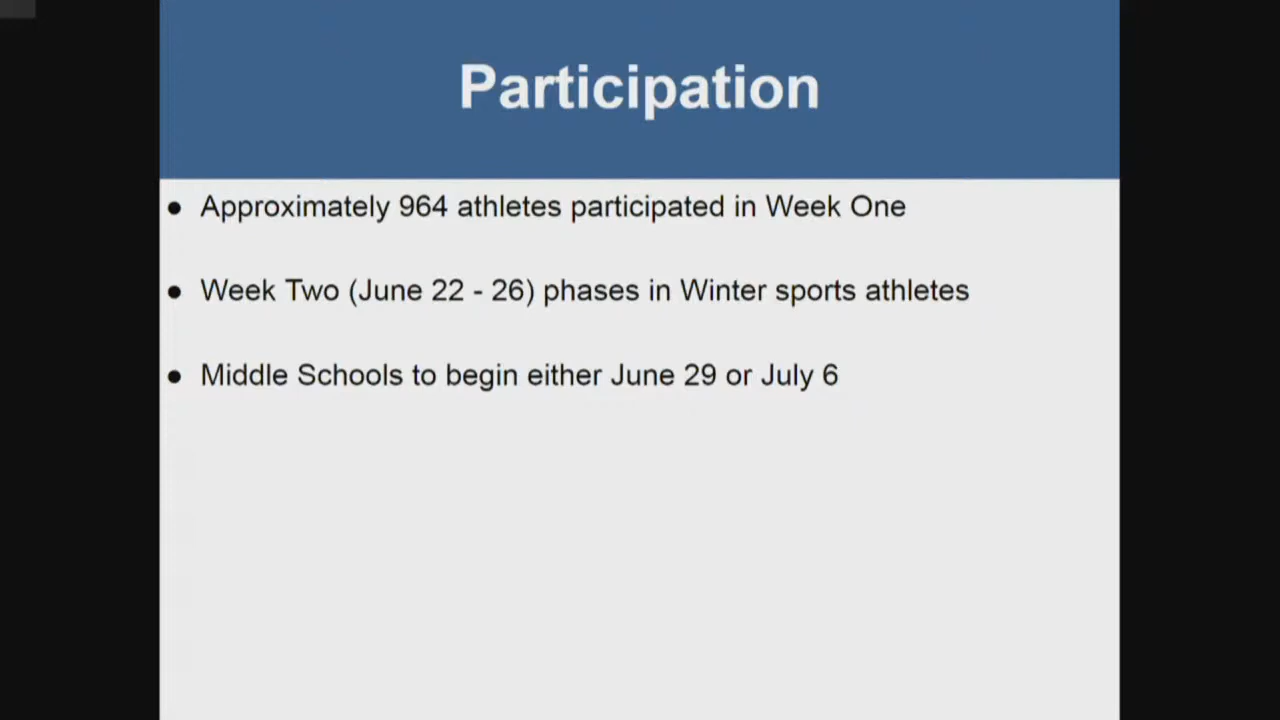 Participation
● Approximately 964 athletes participated in Week One
● Week Two (June 22 - 26) phases in Winter sports athletes
● Middle Schools to begin either June 29 or July 6